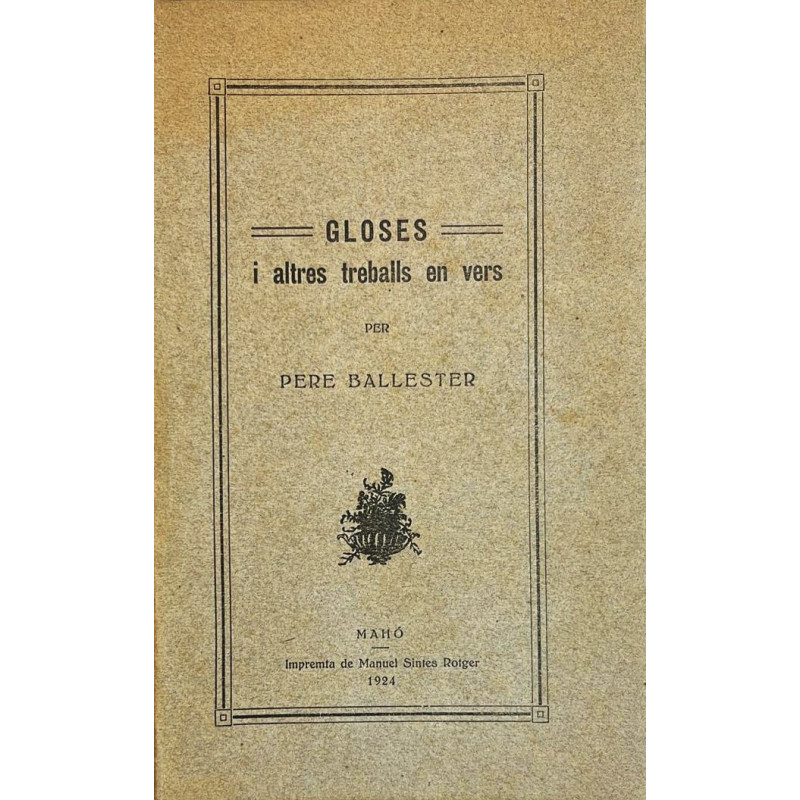 GLOSES
i altres treballs en vers
PER
PERE BALLESTER
MAHÓ
Impremta de Manuel Sintes Rotger
1924